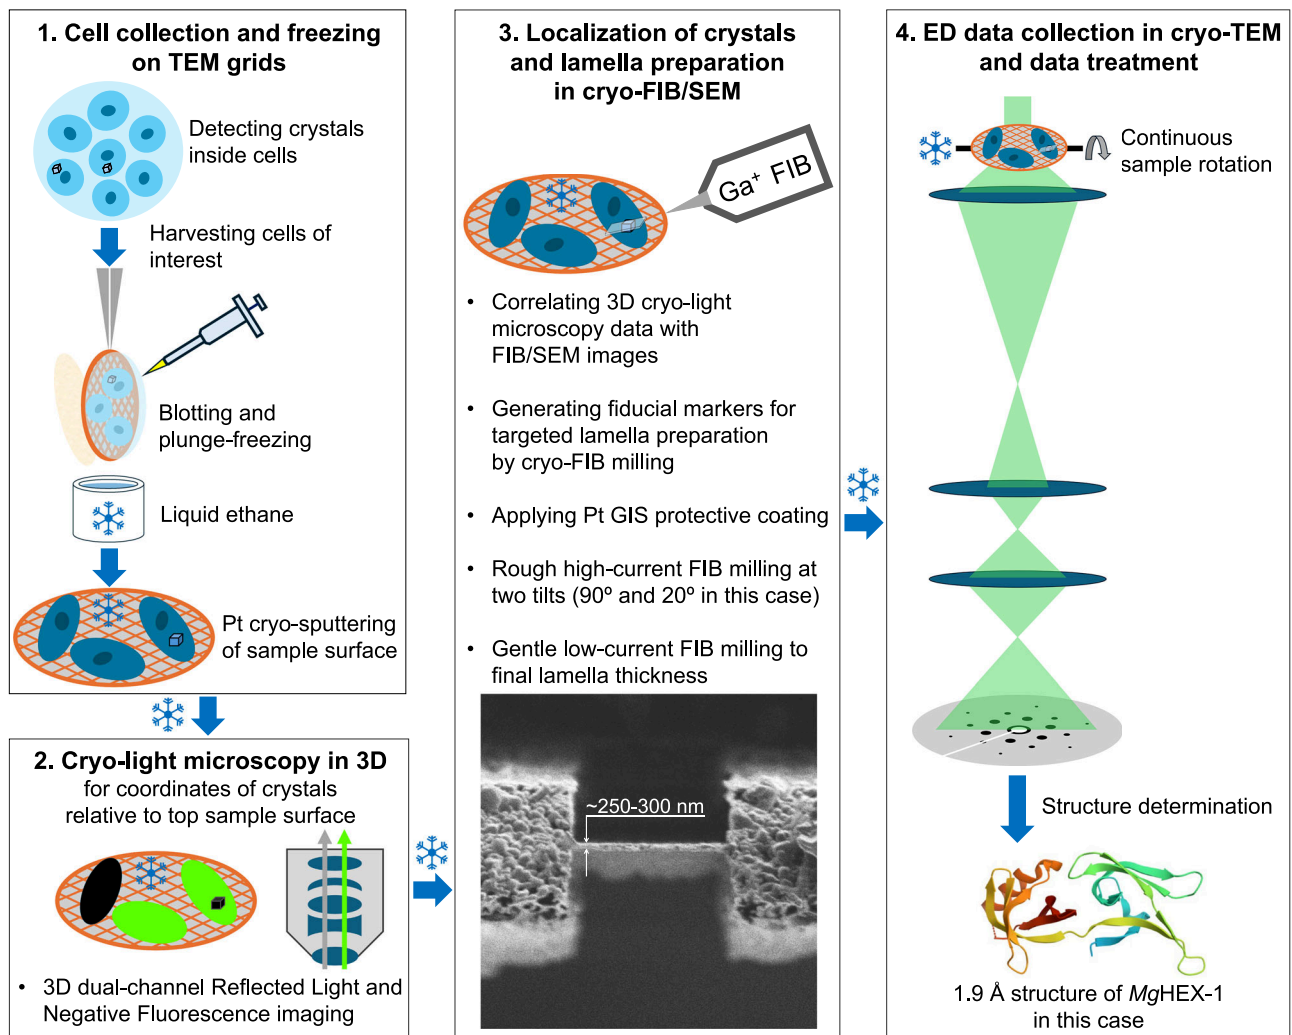 1. Cell collection and freezing
on TEM grids
Detecting crystals
inside cells
Harvesting cells of
interest
Blotting and
plunge-freezing
Liquid ethane
Pt cryo-sputtering
of sample surface
2. Cryo-light microscopy in 3D
for coordinates of crystals
relative to top sample surface
• 3D dual-channel Reflected Light and
Negative Fluorescence imaging
3. Localization of crystals
and lamella preparation
in cryo-FIB/SEM
Ga⁺ FIB
• Correlating 3D cryo-light
microscopy data with
FIB/SEM images
• Generating fiducial markers for
targeted lamella preparation
by cryo-FIB milling
• Applying Pt GIS protective coating
• Rough high-current FIB milling at
two tilts (90º and 20º in this case)
• Gentle low-current FIB milling to
final lamella thickness
~250-300 nm
4. ED data collection in cryo-TEM
and data treatment
Continuous
sample rotation
Structure determination
1.9 Å structure of MgHEX-1
in this case